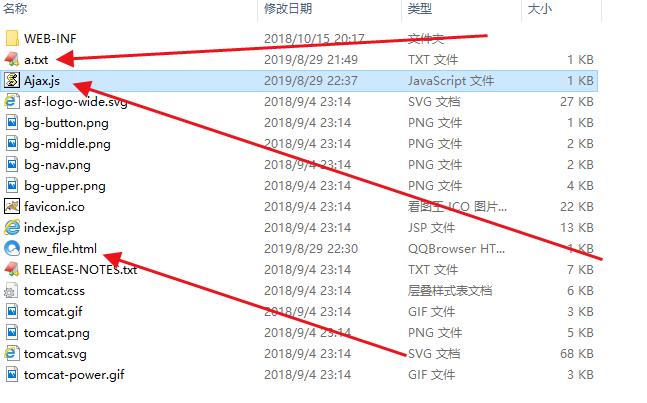 名称 修改日期 类型 大小
WEB-INF 2018/10/15 20:17 文件夹
a.txt 2019/8/29 21:49 TXT 文件 1 KB
Ajax.js 2019/8/29 22:37 JavaScript 文件 1 KB
asf-logo-wide.svg 2018/9/4 23:14 SVG 文档 27 KB
bg-button.png 2018/9/4 23:14 PNG 文件 1 KB
bg-middle.png 2018/9/4 23:14 PNG 文件 2 KB
bg-nav.png 2018/9/4 23:14 PNG 文件 2 KB
bg-upper.png 2018/9/4 23:14 PNG 文件 4 KB
favicon.ico 2018/9/4 23:14 看图王 ICO 图片... 22 KB
index.jsp 2018/9/4 23:14 JSP 文件 13 KB
new_file.html 2019/8/29 22:30 QQBrowser HT... 1 KB
RELEASE-NOTES.txt 2018/9/4 23:14 TXT 文件 7 KB
tomcat.css 2018/9/4 23:14 层叠样式表文档 6 KB
tomcat.gif 2018/9/4 23:14 GIF 文件 3 KB
tomcat.png 2018/9/4 23:14 PNG 文件 5 KB
tomcat.svg 2018/9/4 23:14 SVG 文档 68 KB
tomcat-power.gif 2018/9/4 23:14 GIF 文件 3 KB